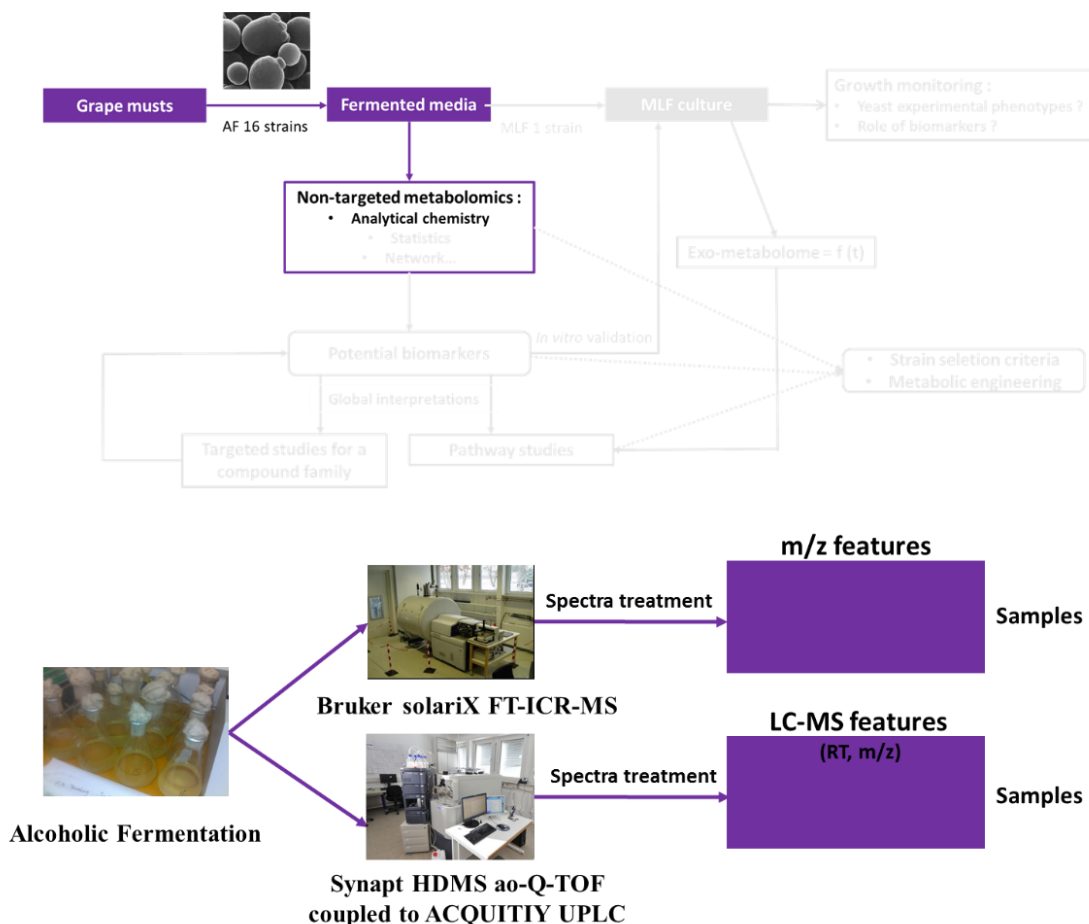 Grape musts
AF 16 strains
Fermented media
MLF 1 strain
MLF culture
Growth monitoring :
• Yeast experimental phenotypes ?
• Role of biomarkers ?
Non-targeted metabolomics :
• Analytical chemistry
• Statistics
• Network...
Exo-metabolome = f (t)
In vitro validation
Potential biomarkers
• Strain seletion criteria
• Metabolic engineering
Global interpretations
Targeted studies for a
compound family
Pathway studies
m/z features
Spectra treatment
Samples
Bruker solariX FT-ICR-MS
LC-MS features
(RT, m/z)
Spectra treatment
Samples
Alcoholic Fermentation
Synapt HDMS ao-Q-TOF
coupled to ACQUITIY UPLC